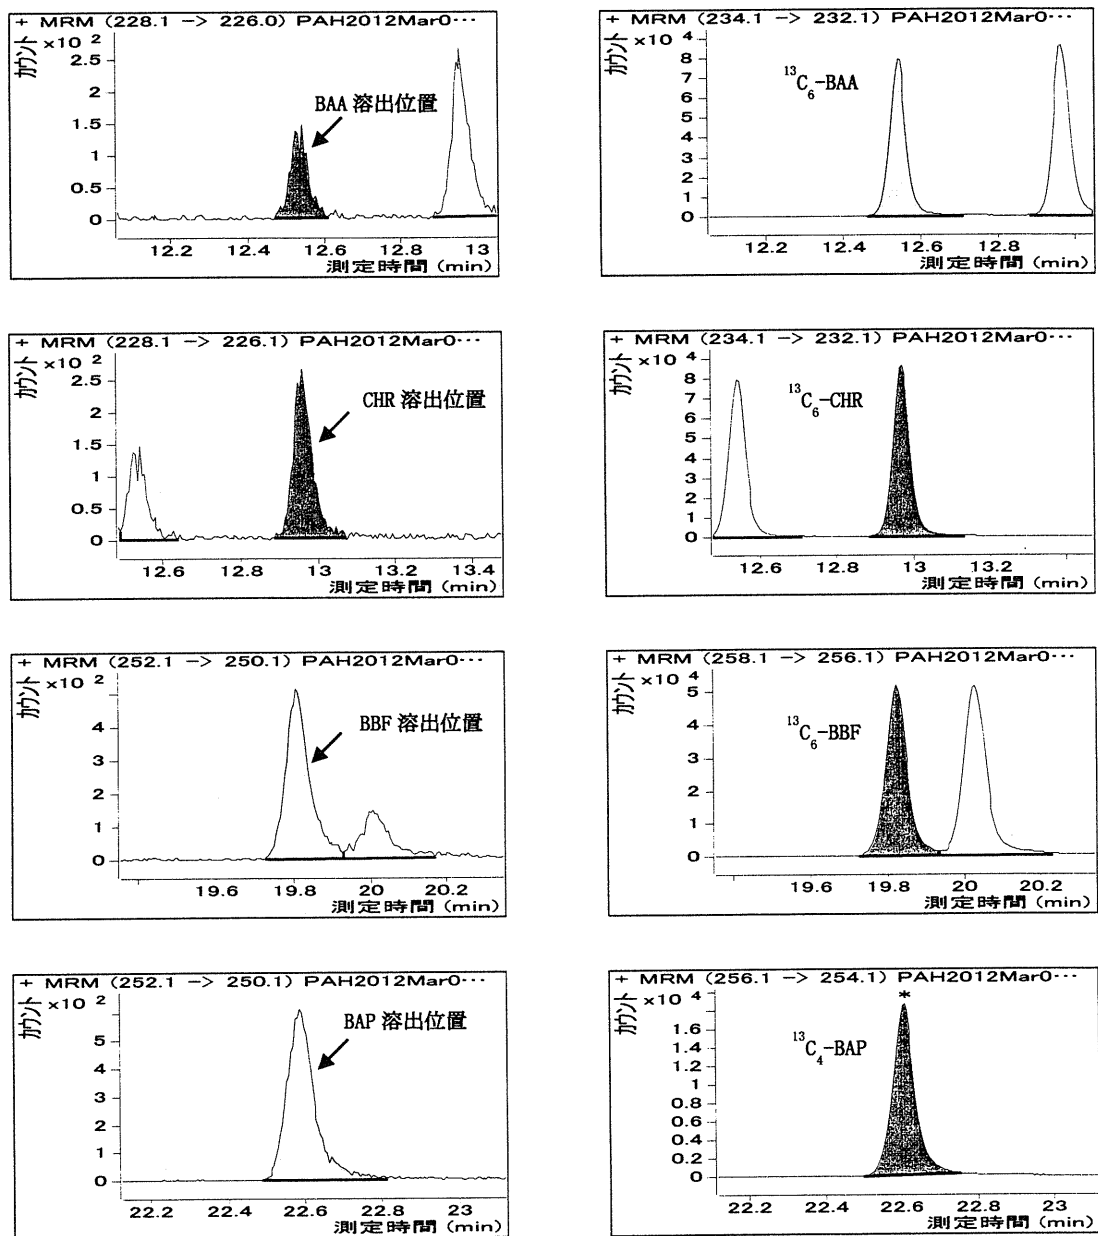 + MRM (228.1 -> 226.0) PAH2012Mar0…
カウント
x10 2
2.5
2
1.5
1
0.5
0
BAA 溶出位置
12.2 12.4 12.6 12.8 13
測定時間 (min)
+ MRM (234.1 -> 232.1) PAH2012Mar0…
カウント
x10 4
8
7
6
5
4
3
2
1
0
13C6-BAA
12.2 12.4 12.6 12.8
測定時間 (min)
+ MRM (228.1 -> 226.1) PAH2012Mar0…
カウント
x10 2
2.5
2
1.5
1
0.5
0
CHR 溶出位置
12.6 12.8 13 13.2 13.4
測定時間 (min)
+ MRM (234.1 -> 232.1) PAH2012Mar0…
カウント
x10 4
8
7
6
5
4
3
2
1
0
13C6-CHR
12.6 12.8 13 13.2
測定時間 (min)
+ MRM (252.1 -> 250.1) PAH2012Mar0…
カウント
x10 2
4
3
2
1
0
BBF 溶出位置
19.6 19.8 20 20.2
測定時間 (min)
+ MRM (258.1 -> 256.1) PAH2012Mar0…
カウント
x10 4
5
4
3
2
1
0
13C6-BBF
19.6 19.8 20 20.2
測定時間 (min)
+ MRM (252.1 -> 250.1) PAH2012Mar0…
カウント
x10 2
5
4
3
2
1
0
BAP 溶出位置
22.2 22.4 22.6 22.8 23
測定時間 (min)
+ MRM (256.1 -> 254.1) PAH2012Mar0…
カウント
x10 4
*
1.8
1.6
1.4
1.2
1
0.8
0.6
0.4
0.2
0
13C4-BAP
22.2 22.4 22.6 22.8 23
測定時間 (min)